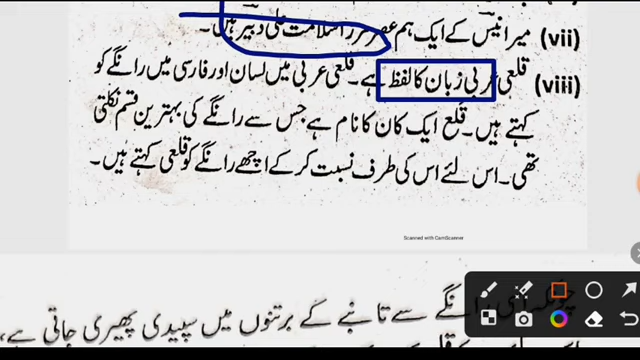 (vii) میر انیس کے ایک ہم عصر مرزا سلامت علی دبیر ہیں۔
(viii) قلعی عربی زبان کا لفظ ہے۔ قلعی عربی میں لسان اور فارسی میں رانگے کو
کہتے ہیں۔ قلع ایک کان کا نام ہے جس سے رانگے کی بہترین قسم نکلتی
تھی۔ اس لئے اس کی طرف نسبت کر کے اچھے رانگے کو قلعی کہتے ہیں۔
Scanned with CamScanner
رانگے سے تانبے کے برتنوں میں سپیدی پھیری جاتی ہے،